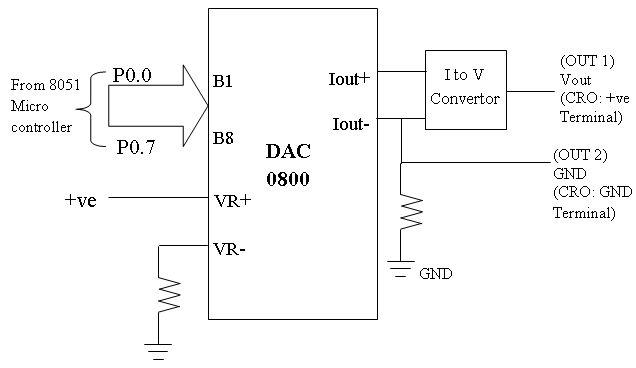 From 8051
Micro
controller
P0.0
P0.7
B1
B8
DAC
0800
+ve
VR+
VR-
Iout+
Iout-
I to V
Convertor
(OUT 1)
Vout
(CRO: +ve
Terminal)
(OUT 2)
GND
(CRO: GND
Terminal)
GND